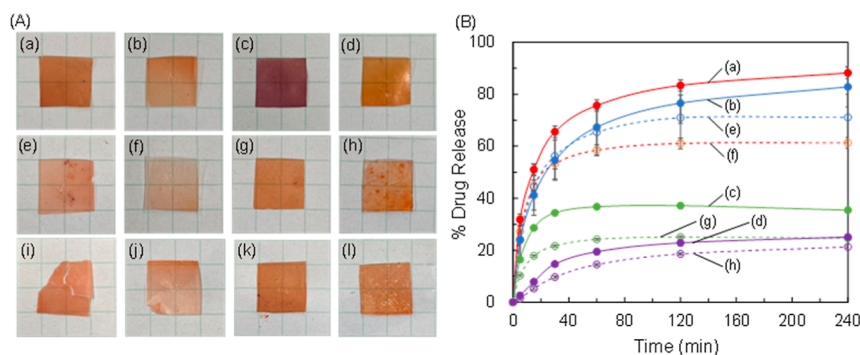 (A)
(a) (b) (c) (d)
(e) (f) (g) (h)
(i) (j) (k) (l)
(B)
100
80
60
40
20
0
% Drug Release
(a)
(b)
(e)
(f)
(c)
(g) (d)
(h)
0 40 80 120 160 200 240
Time (min)